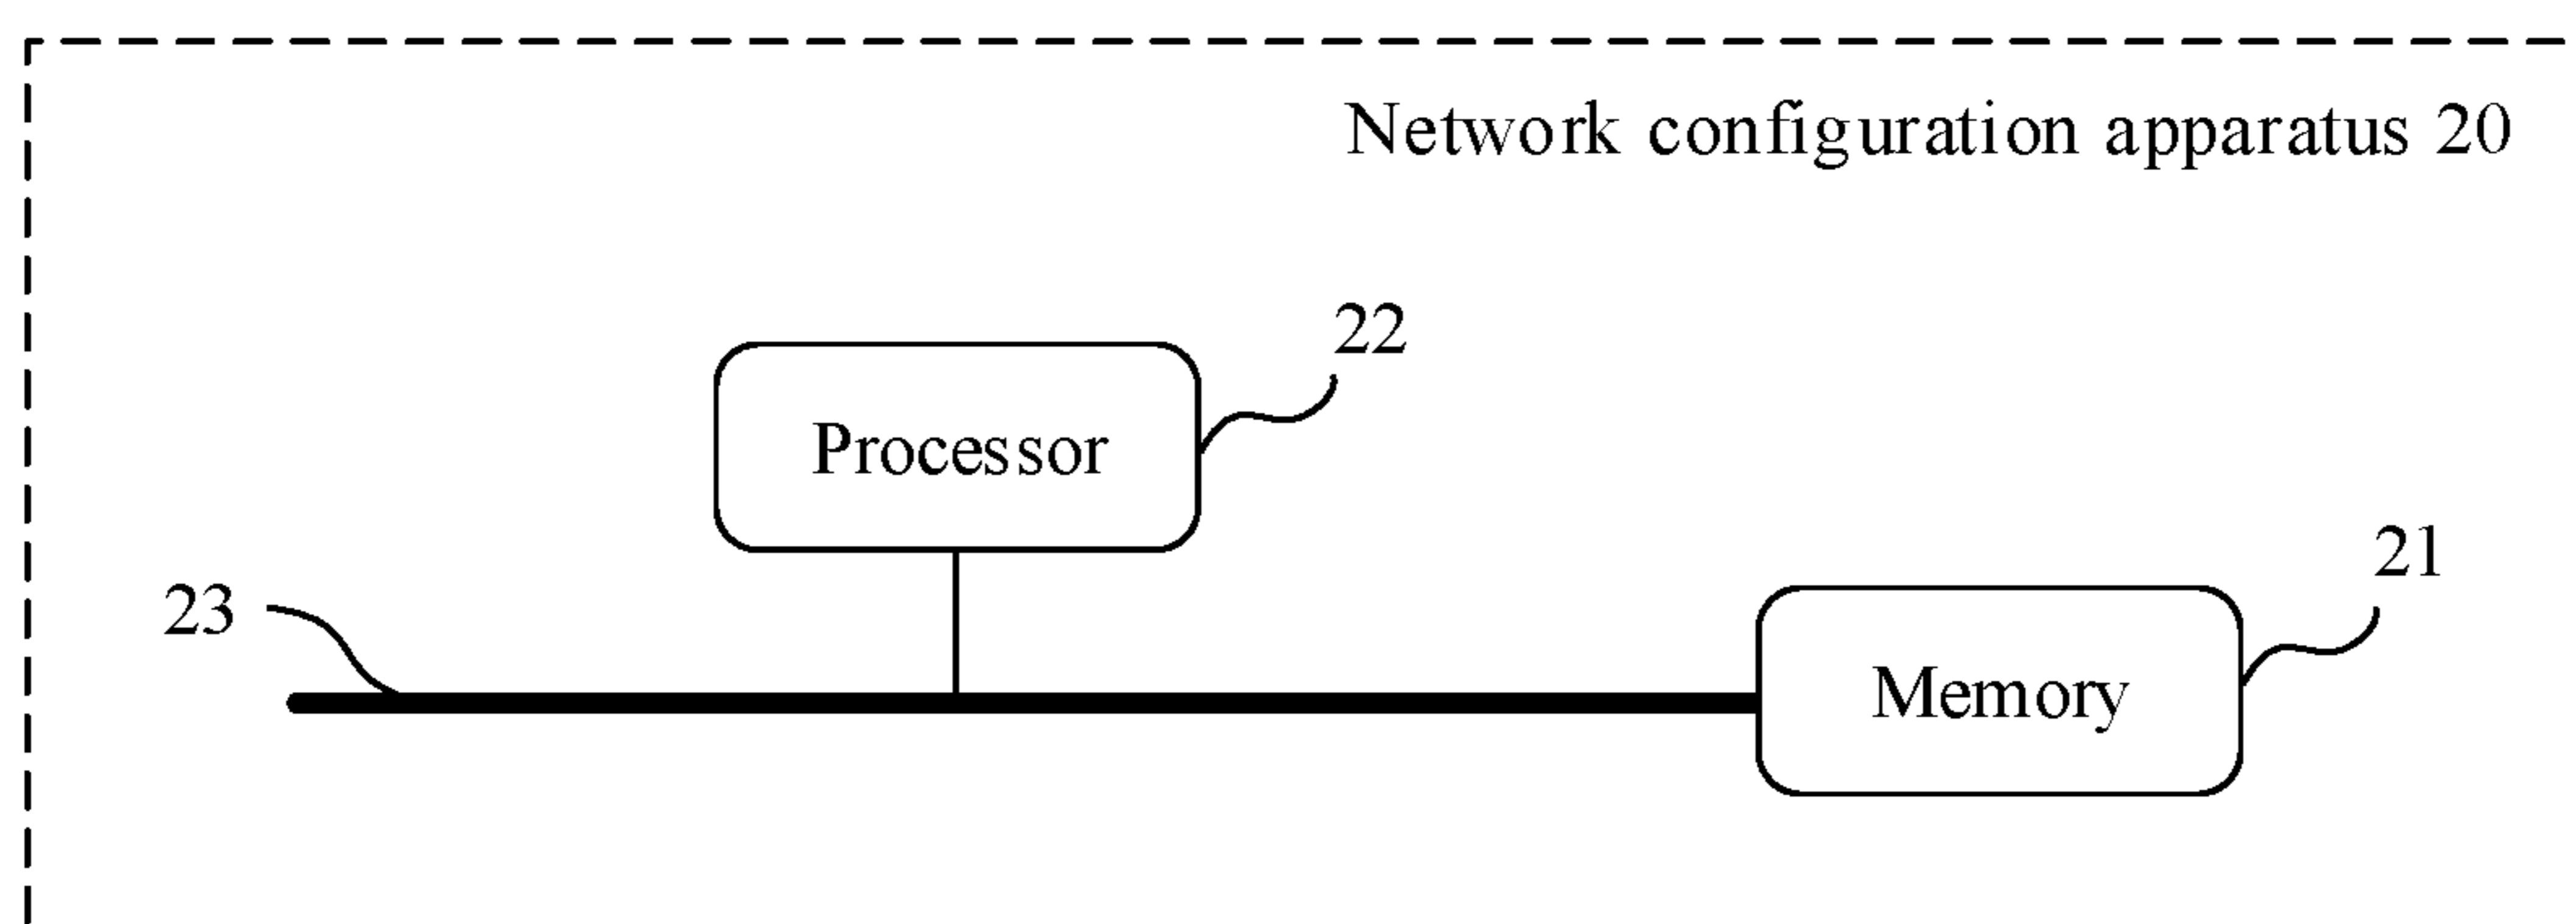 Network configuration apparatus 20
22
Processor
21
23
Memory